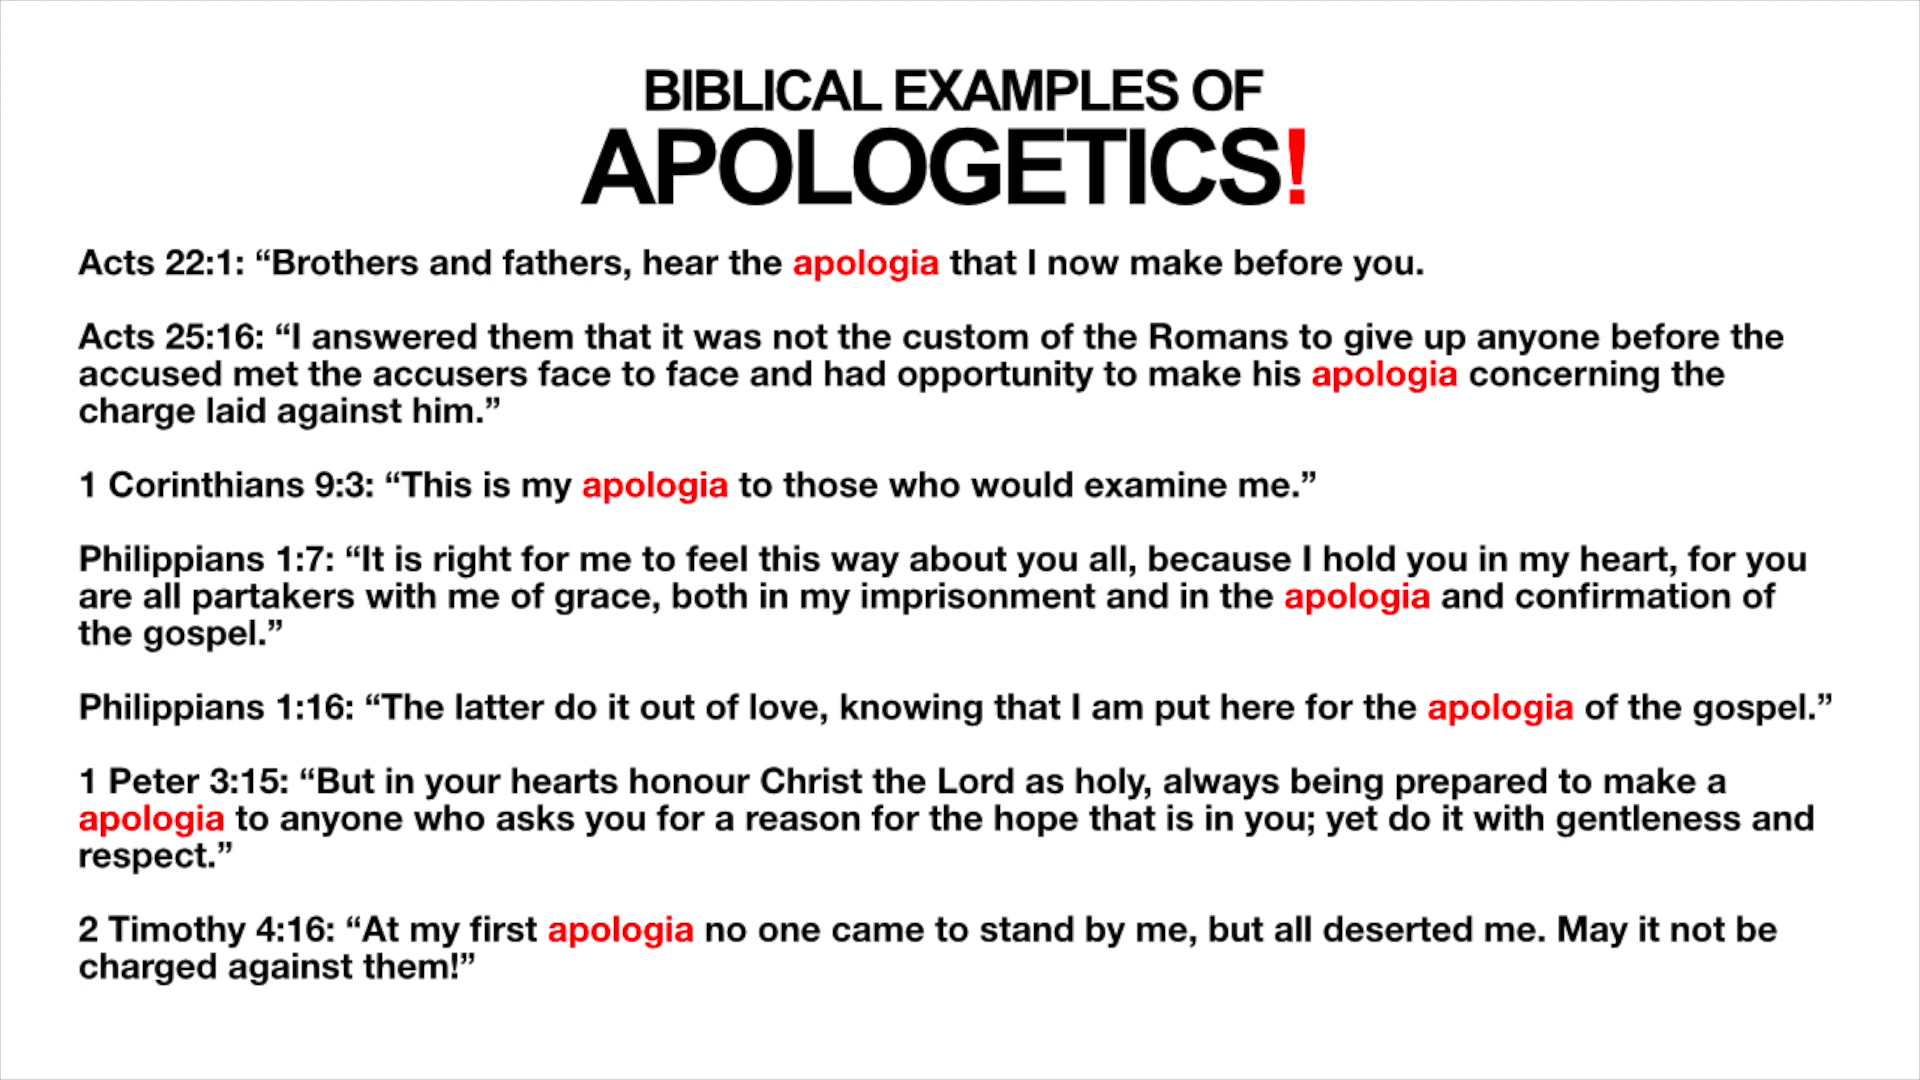 BIBLICAL EXAMPLES OF
APOLOGETICS!
Acts 22:1: “Brothers and fathers, hear the apologia that I now make before you.
Acts 25:16: “I answered them that it was not the custom of the Romans to give up anyone before the
accused met the accusers face to face and had opportunity to make his apologia concerning the
charge laid against him.”
1 Corinthians 9:3: “This is my apologia to those who would examine me.”
Philippians 1:7: “It is right for me to feel this way about you all, because I hold you in my heart, for you
are all partakers with me of grace, both in my imprisonment and in the apologia and confirmation of
the gospel.”
Philippians 1:16: “The latter do it out of love, knowing that I am put here for the apologia of the gospel.”
1 Peter 3:15: “But in your hearts honour Christ the Lord as holy, always being prepared to make a
apologia to anyone who asks you for a reason for the hope that is in you; yet do it with gentleness and
respect.”
2 Timothy 4:16: “At my first apologia no one came to stand by me, but all deserted me. May it not be
charged against them!”